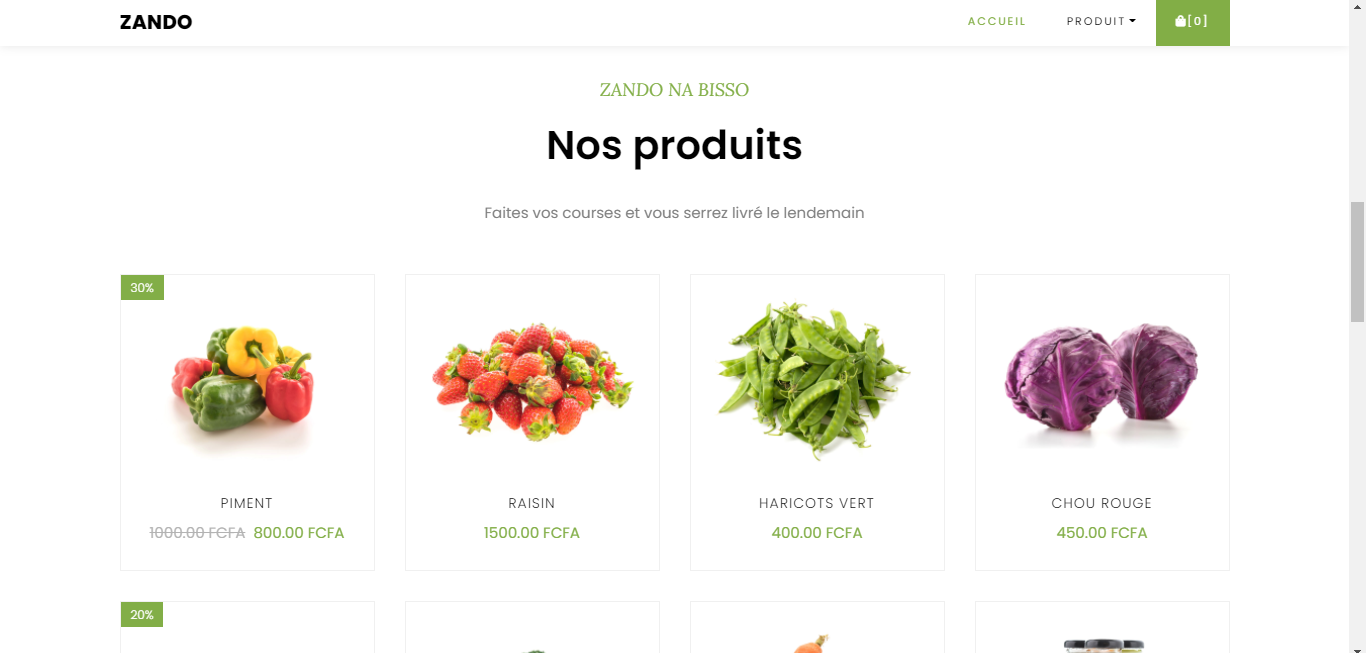 ZANDO
ACCUEIL
PRODUIT
[0]
ZANDO NA BISSO
Nos produits
Faites vos courses et vous serrez livré le lendemain
30%
PIMENT
1000.00 FCFA 800.00 FCFA
RAISIN
1500.00 FCFA
HARICOTS VERT
400.00 FCFA
CHOU ROUGE
450.00 FCFA
20%